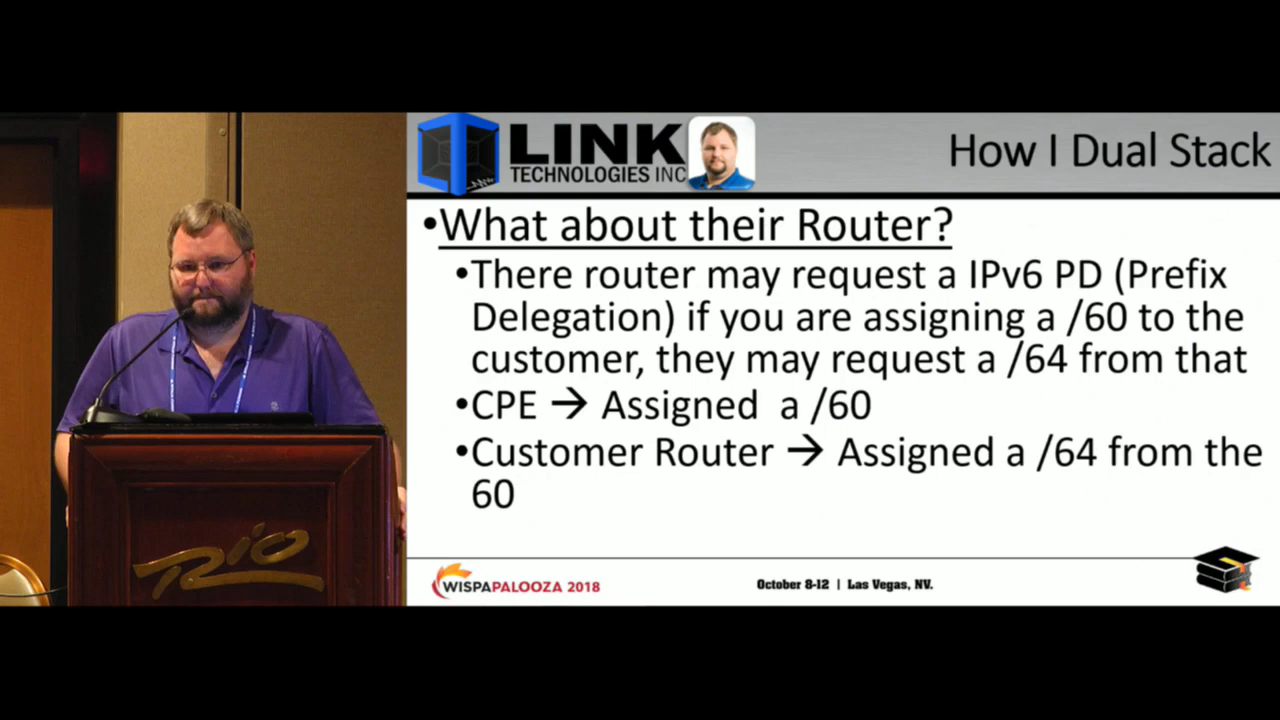 LINK
TECHNOLOGIES INC
How I Dual Stack
•What about their Router?
•There router may request a IPv6 PD (Prefix
Delegation) if you are assigning a /60 to the
customer, they may request a /64 from that
•CPE → Assigned a /60
•Customer Router → Assigned a /64 from the
60
Rio
WISPAPALOOZA 2018
October 8-12 | Las Vegas, NV.